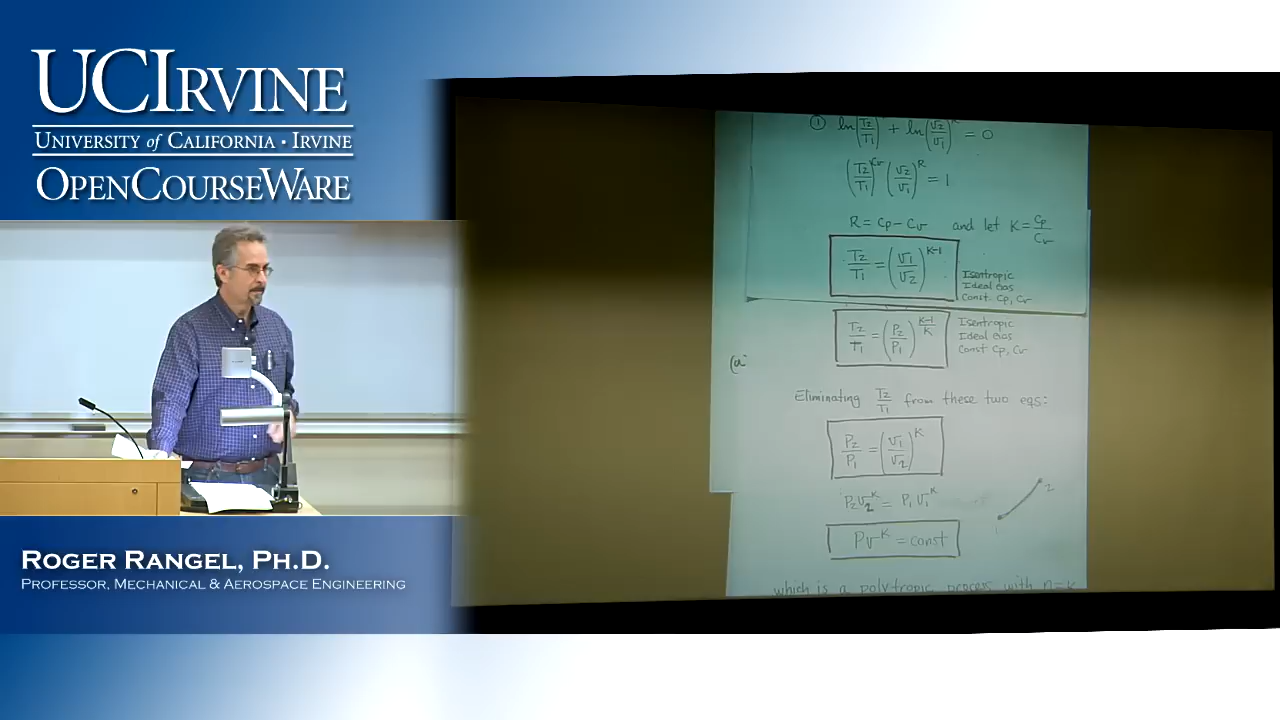 UCIRVINE
UNIVERSITY of CALIFORNIA · IRVINE
OPENCOURSEWARE
① ln(T2/T1) + ln(v2/v1)^R = 0
(T2/T1)^Cv (v2/v1)^R = 1
R = Cp - Cv and let K = Cp/Cv
T2/T1 = (v1/v2)^K-1
Isentropic
Ideal Gas
Const Cp, Cv
T2/T1 = (P2/P1)^K-1/K
Isentropic
Ideal Gas
Const Cp, Cv
(a
Eliminating T2/T1 from these two eqs:
P2/P1 = (v1/v2)^K
P2v2^K = P1v1^K
2
Pv^K = const
which is a polytropic process with n=k
ROGER RANGEL, PH.D.
PROFESSOR, MECHANICAL & AEROSPACE ENGINEERING